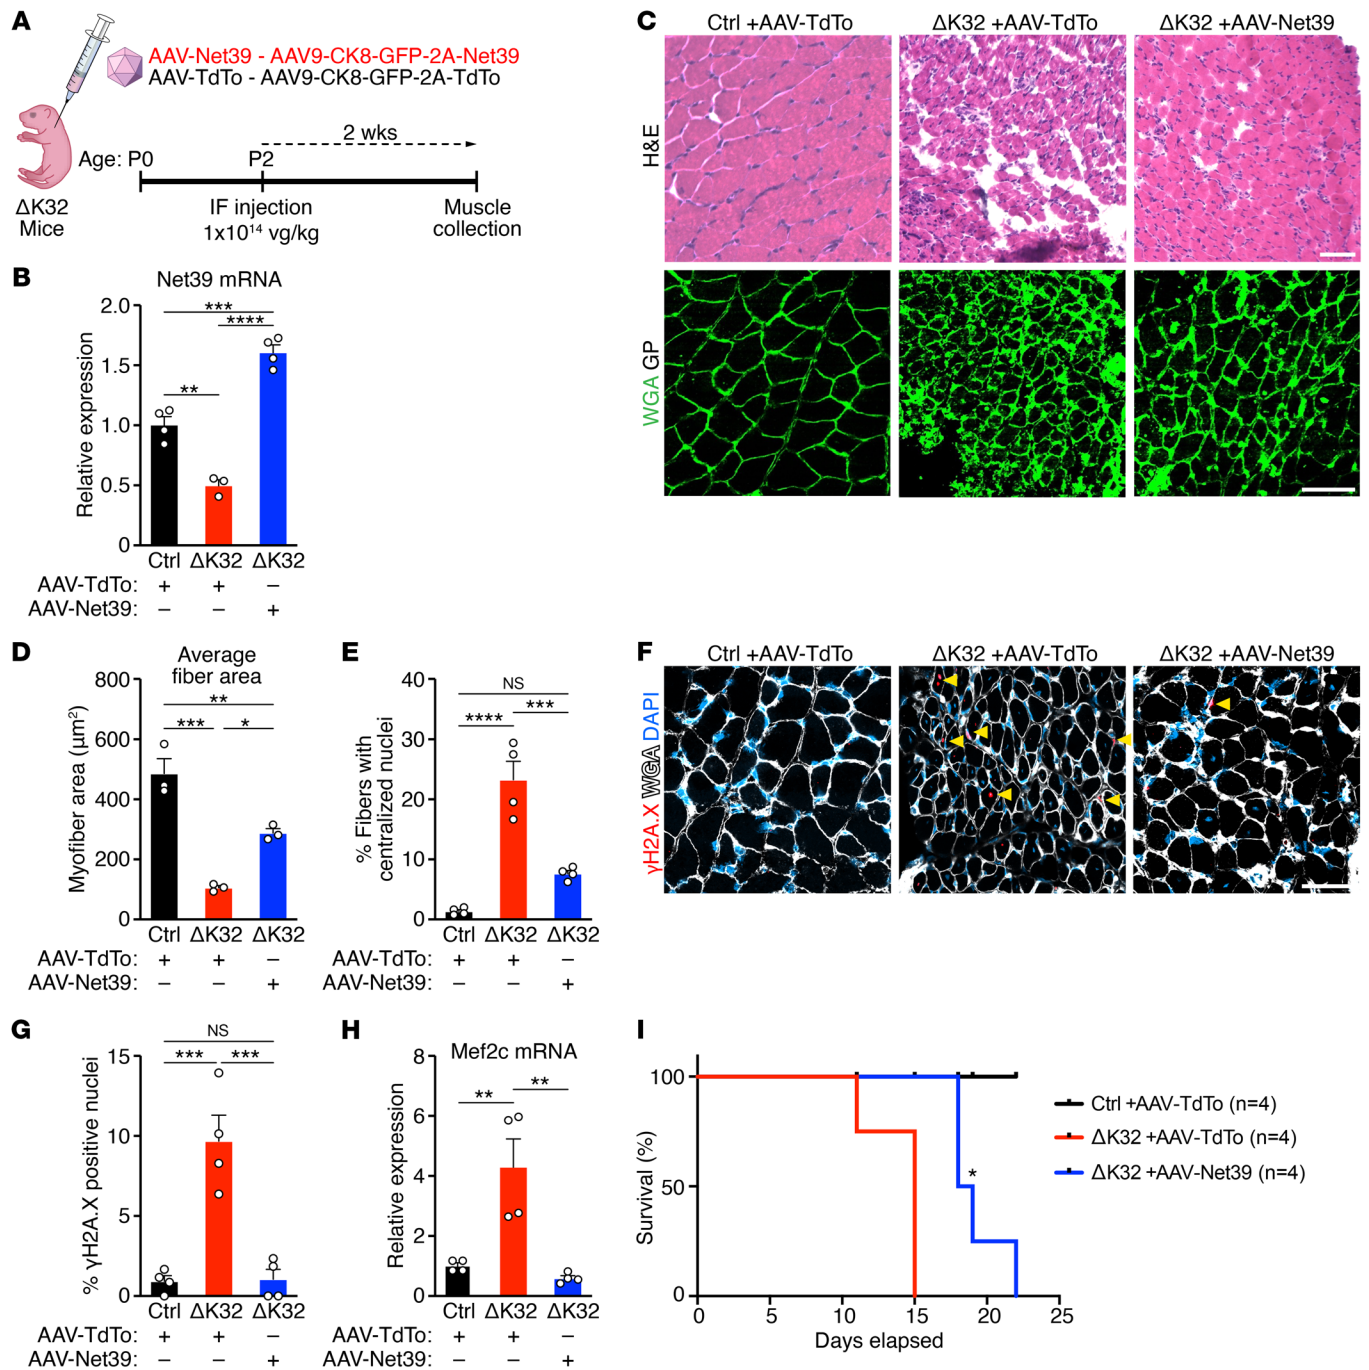 A
AAV-Net39 - AAV9-CK8-GFP-2A-Net39
AAV-TdTo - AAV9-CK8-GFP-2A-TdTo
2 wks
Age: P0 P2
ΔK32
Mice
IF injection
1x10¹⁴ vg/kg
Muscle
collection
B
Net39 mRNA
Relative expression
2.0
1.5
1.0
0.5
0
***
****
**
Ctrl ΔK32 ΔK32
AAV-TdTo: + + –
AAV-Net39: – – +
C
Ctrl +AAV-TdTo ΔK32 +AAV-TdTo ΔK32 +AAV-Net39
H&E
WGA GP
D
Average
fiber area
Myofiber area (µm²)
800
600
400
200
0
**
*** *
Ctrl ΔK32 ΔK32
AAV-TdTo: + + –
AAV-Net39: – – +
E
% Fibers with
centralized nuclei
40
30
20
10
0
NS
**** ***
Ctrl ΔK32 ΔK32
AAV-TdTo: + + –
AAV-Net39: – – +
F
Ctrl +AAV-TdTo ΔK32 +AAV-TdTo ΔK32 +AAV-Net39
γH2A.X WGA DAPI
G
% γH2A.X positive nuclei
15
10
5
0
NS
*** ***
Ctrl ΔK32 ΔK32
AAV-TdTo: + + –
AAV-Net39: – – +
H
Mef2c mRNA
Relative expression
8
6
4
2
0
** **
Ctrl ΔK32 ΔK32
AAV-TdTo: + + –
AAV-Net39: – – +
I
Survival (%)
100
50
0
*
0 5 10 15 20 25
Days elapsed
Ctrl +AAV-TdTo (n=4)
ΔK32 +AAV-TdTo (n=4)
ΔK32 +AAV-Net39 (n=4)